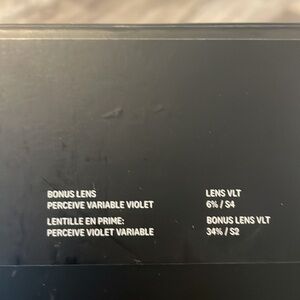 BONUS LENS
PERCEIVE VARIABLE VIOLET
LENTILLE EN PRIME:
PERCEIVE VIOLET VARIABLE
LENS VLT
6% / S4
BONUS LENS VLT
34% / S2